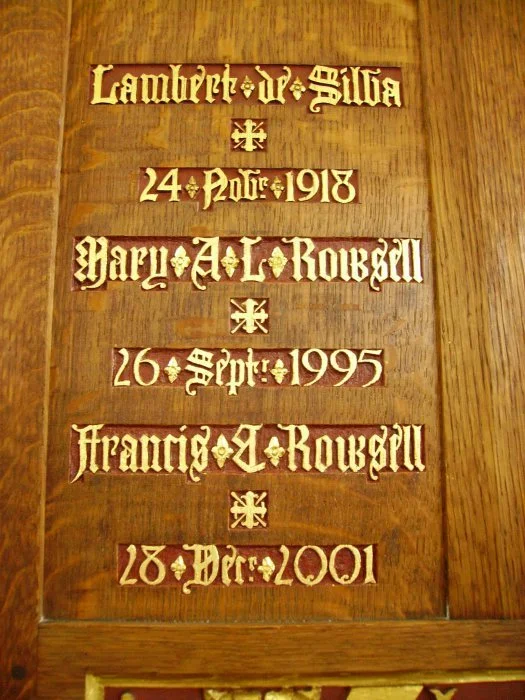 Lambert de Silva
24 Novr 1918
Mary A L Rowsell
26 Sept. 1995
Francis C Rowsell
28 Decr 2001